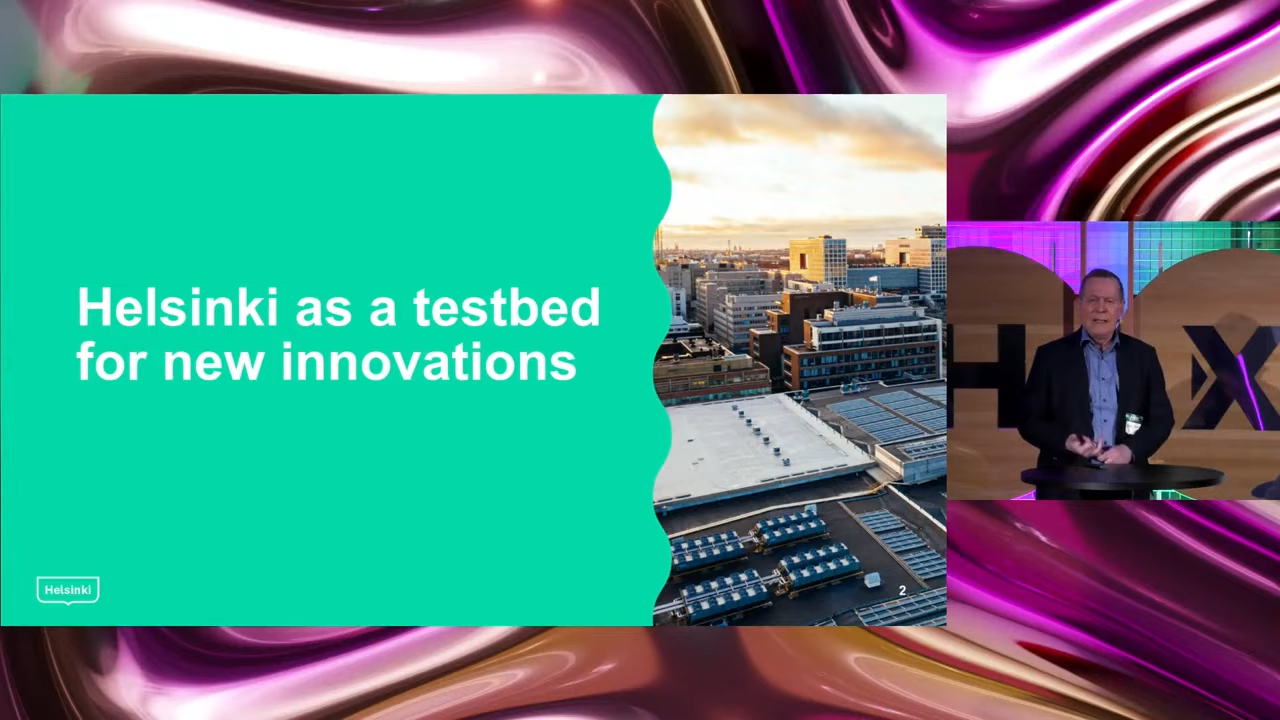 Helsinki as a testbed
for new innovations
Helsinki
2
H X